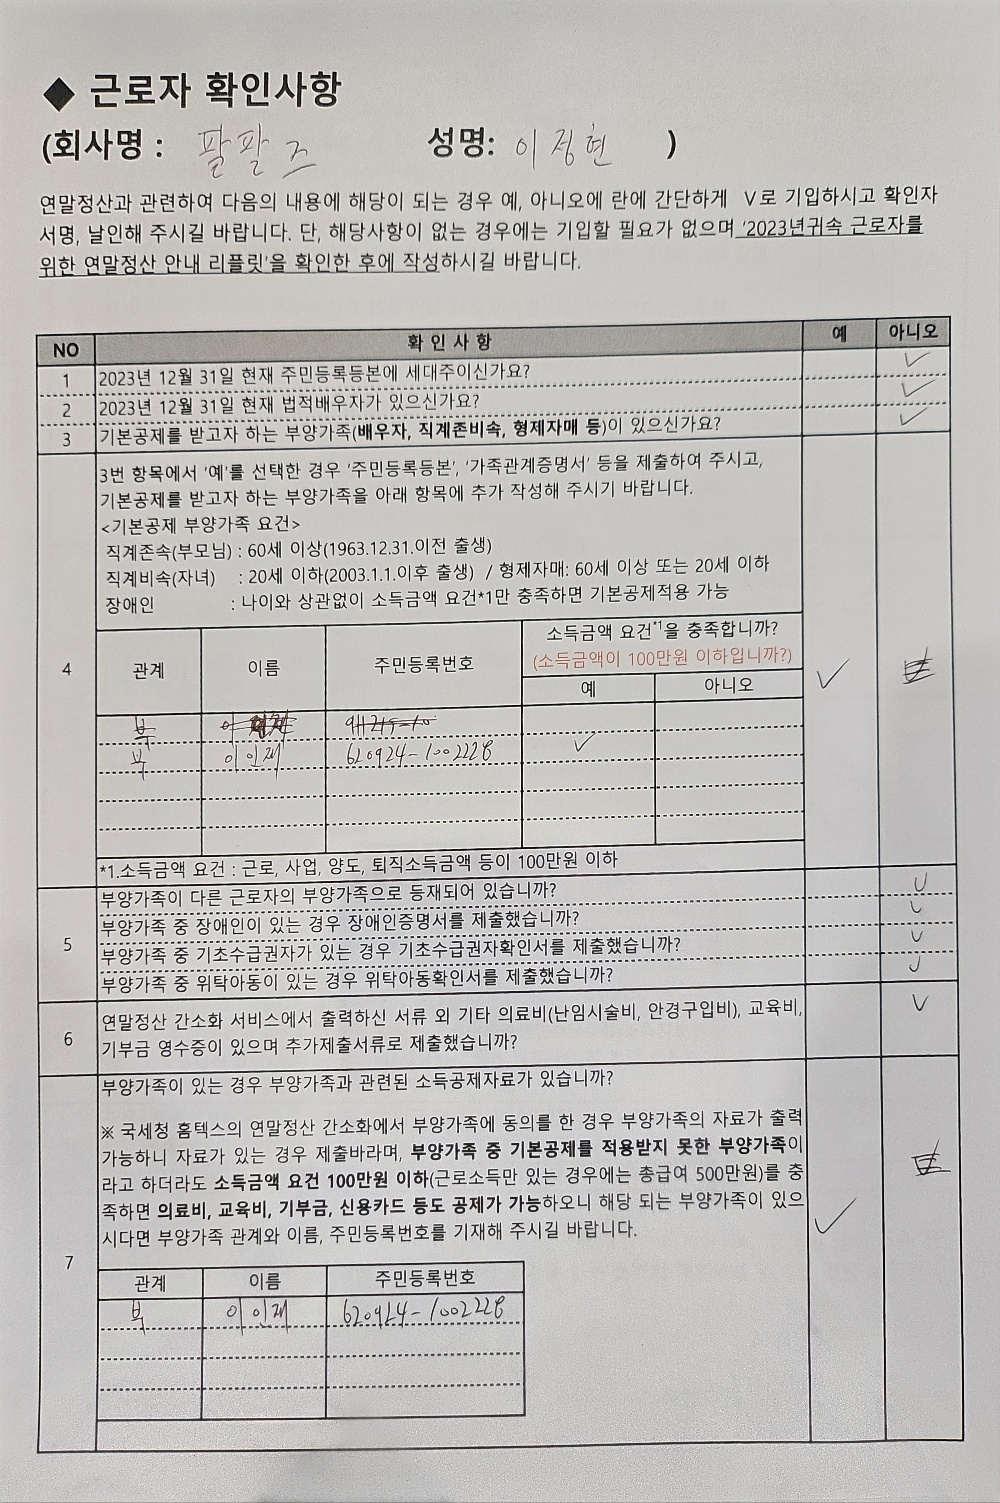 ◆ 근로자 확인사항
(회사명 : 팔팔즈 성명: 이정현 )
연말정산과 관련하여 다음의 내용에 해당이 되는 경우 예, 아니오에 란에 간단하게 V로 기입하시고 확인자
서명, 날인해 주시길 바랍니다. 단, 해당사항이 없는 경우에는 기입할 필요가 없으며 '2023년귀속 근로자를
위한 연말정산 안내 리플릿'을 확인한 후에 작성하시길 바랍니다.
NO 확인사항 예 아니오
1 2023년 12월 31일 현재 주민등록등본에 세대주이신가요? ✓
2 2023년 12월 31일 현재 법적배우자가 있으신가요? ✓
3 기본공제를 받고자 하는 부양가족(배우자, 직계존비속, 형제자매 등)이 있으신가요? ✓
3번 항목에서 '예'를 선택한 경우 '주민등록등본', '가족관계증명서' 등을 제출하여 주시고,
기본공제를 받고자 하는 부양가족을 아래 항목에 추가 작성해 주시기 바랍니다.
<기본공제 부양가족 요건>
직계존속(부모님) : 60세 이상(1963.12.31.이전 출생)
직계비속(자녀) : 20세 이하(2003.1.1.이후 출생) / 형제자매: 60세 이상 또는 20세 이하
장애인 : 나이와 상관없이 소득금액 요건*1만 충족하면 기본공제적용 가능
4 관계 이름 주민등록번호 소득금액 요건*1을 충족합니까? ✓
(소득금액이 100만원 이하입니까?)
예 아니오
부
부 이인재 620924-1002228 ✓
*1.소득금액 요건 : 근로, 사업, 양도, 퇴직소득금액 등이 100만원 이하
5 부양가족이 다른 근로자의 부양가족으로 등재되어 있습니까? ✓
부양가족 중 장애인이 있는 경우 장애인증명서를 제출했습니까? ✓
부양가족 중 기초수급권자가 있는 경우 기초수급권자확인서를 제출했습니까? ✓
부양가족 중 위탁아동이 있는 경우 위탁아동확인서를 제출했습니까? ✓
6 연말정산 간소화 서비스에서 출력하신 서류 외 기타 의료비(난임시술비, 안경구입비), 교육비, ✓
기부금 영수증이 있으며 추가제출서류로 제출했습니까?
7 부양가족이 있는 경우 부양가족과 관련된 소득공제자료가 있습니까? ✓
※ 국세청 홈텍스의 연말정산 간소화에서 부양가족에 동의를 한 경우 부양가족의 자료가 출력
가능하니 자료가 있는 경우 제출바라며, 부양가족 중 기본공제를 적용받지 못한 부양가족이
라고 하더라도 소득금액 요건 100만원 이하(근로소득만 있는 경우에는 총급여 500만원)를 충
족하면 의료비, 교육비, 기부금, 신용카드 등도 공제가 가능하오니 해당 되는 부양가족이 있으
시다면 부양가족 관계와 이름, 주민등록번호를 기재해 주시길 바랍니다.
관계 이름 주민등록번호
부 이인재 620924-1002228